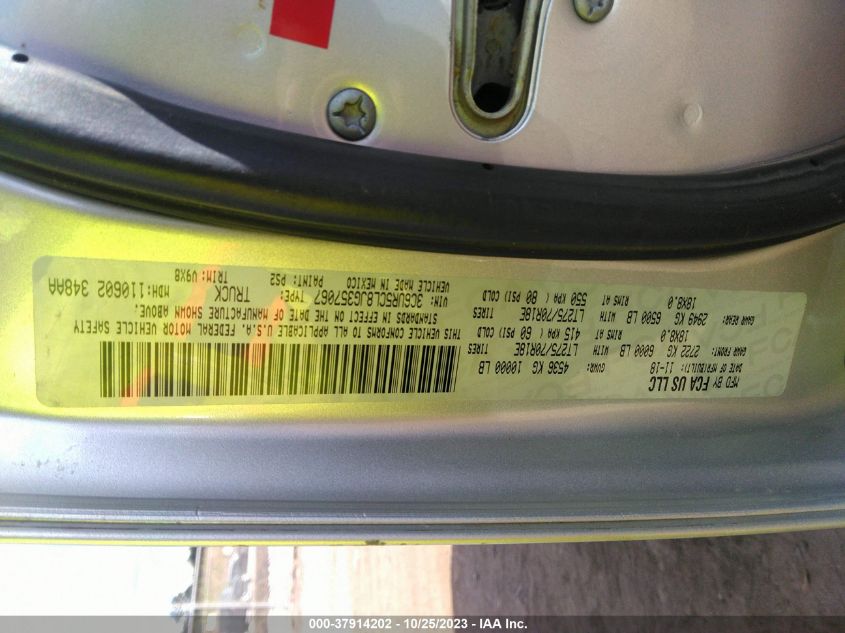 MFD BY FCA US LLC
DATE OF MFR(BUILT): 11-18
GVWR: 4536 KG 10000 LB
GAWR FRONT: 2722 KG 6000 LB WITH LT275/70R18E TIRES
18X8.0 RIMS AT 415 KPA ( 60 PSI) COLD
GAWR REAR: 2949 KG 6500 LB WITH LT275/70R18E TIRES
18X8.0 RIMS AT 550 KPA ( 80 PSI) COLD
THIS VEHICLE CONFORMS TO ALL APPLICABLE U.S.A. FEDERAL MOTOR VEHICLE SAFETY
STANDARDS IN EFFECT ON THE DATE OF MANUFACTURE SHOWN ABOVE.
VIN: 3C6UR5CL8JG357067 TYPE: TRUCK MDH:110602 348AA
PAINT: PS2 TRIM: V9X8
VEHICLE MADE IN MEXICO
000-37914202 - 10/25/2023 - IAA Inc.